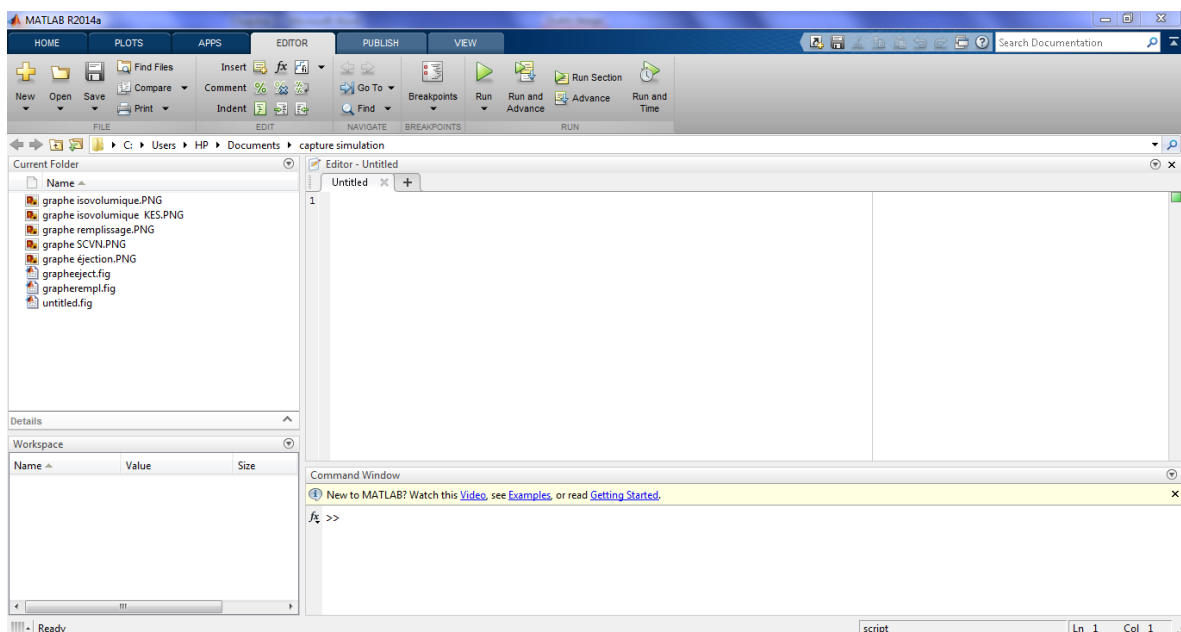 MATLAB R2014a
HOME PLOTS APPS EDITOR PUBLISH VIEW Search Documentation
Find Files Insert fx
New Open Save Compare Comment % Go To Breakpoints Run Run and Advance Run Section Advance Run and Time
Print Indent Find
FILE EDIT NAVIGATE BREAKPOINTS RUN
C: Users HP Documents capture simulation
Current Folder
Name
graphe isovolumique.PNG
graphe isovolumique KES.PNG
graphe remplissage.PNG
graphe SCVN.PNG
graphe éjection.PNG
grapheeject.fig
grapherempl.fig
untitled.fig
Details
Workspace
Name Value Size
Editor - Untitled
Untitled +
1
Command Window
New to MATLAB? Watch this Video, see Examples, or read Getting Started.
fx >>
Ready script Ln 1 Col 1